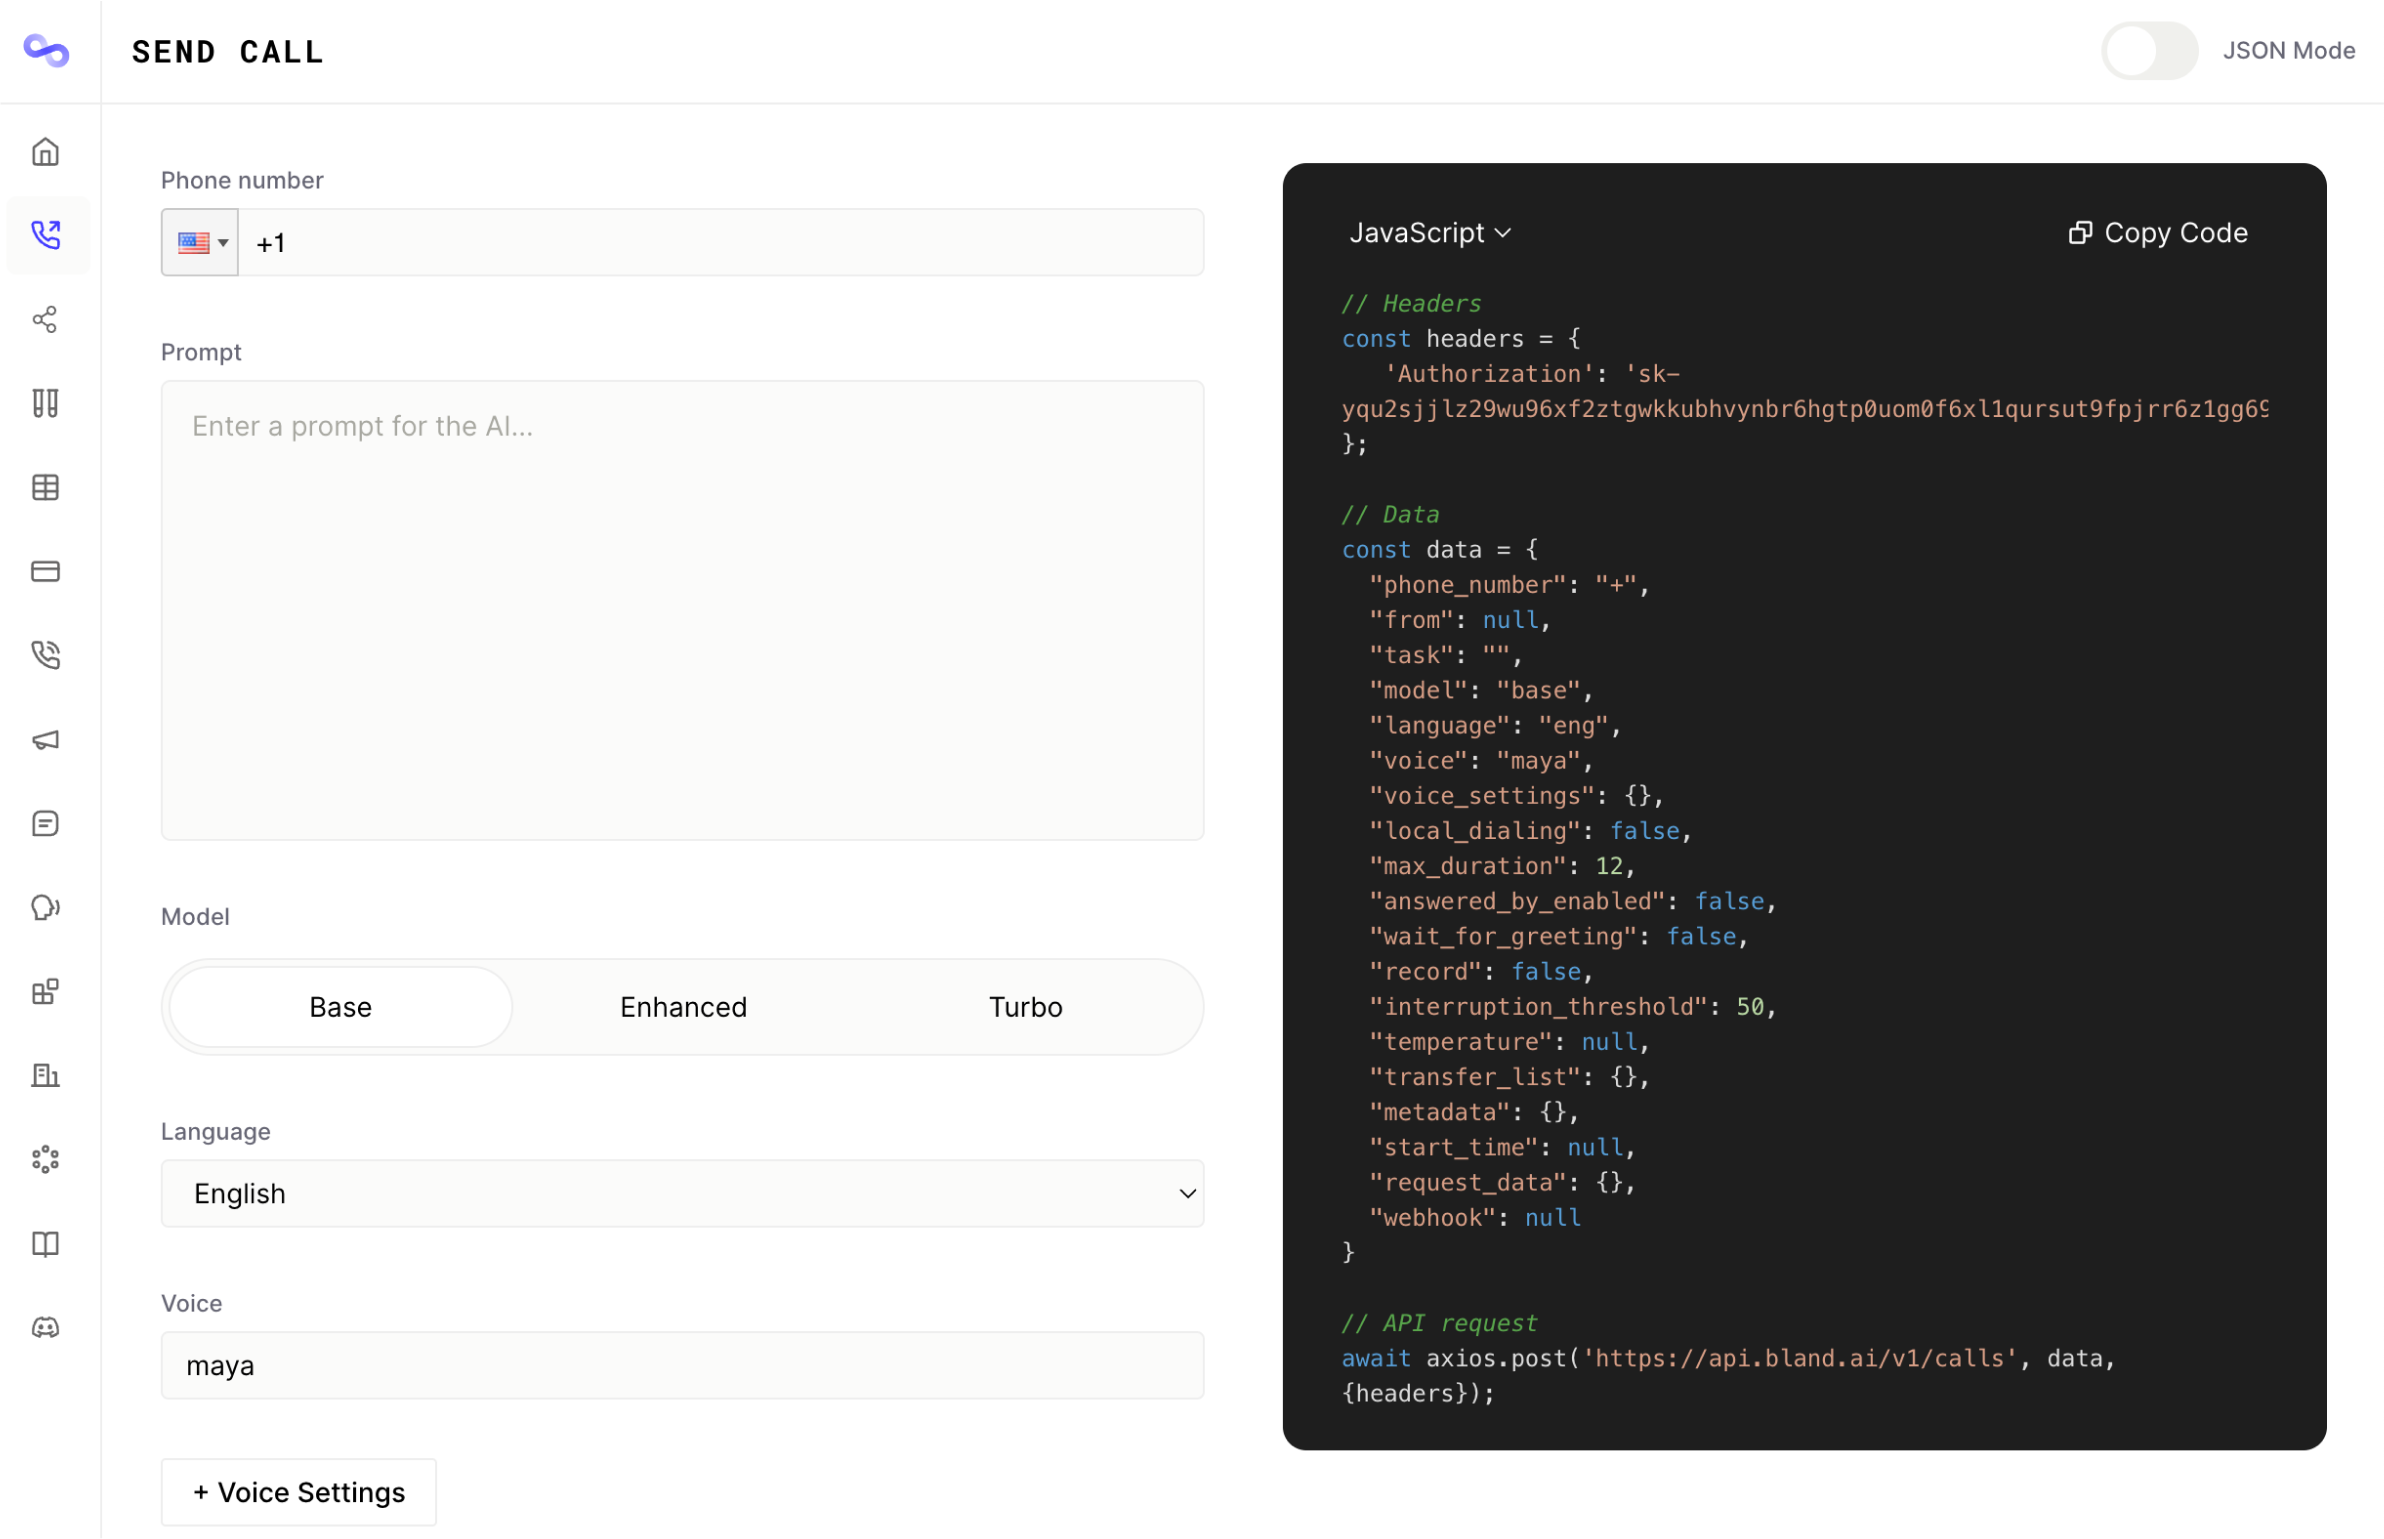 SEND CALL
JSON Mode
Phone number
+1
Prompt
Enter a prompt for the AI...
Model
Base
Enhanced
Turbo
Language
English
Voice
maya
+ Voice Settings
JavaScript
Copy Code
// Headers
const headers = {
'Authorization': 'sk-
yqu2sjjlz29wu96xf2ztgwkkubhvynbr6hgtp0uom0f6xl1qursut9fpjrr6z1gg69
};
// Data
const data = {
"phone_number": "+",
"from": null,
"task": "",
"model": "base",
"language": "eng",
"voice": "maya",
"voice_settings": {},
"local_dialing": false,
"max_duration": 12,
"answered_by_enabled": false,
"wait_for_greeting": false,
"record": false,
"interruption_threshold": 50,
"temperature": null,
"transfer_list": {},
"metadata": {},
"start_time": null,
"request_data": {},
"webhook": null
}
// API request
await axios.post('https://api.bland.ai/v1/calls', data,
{headers});